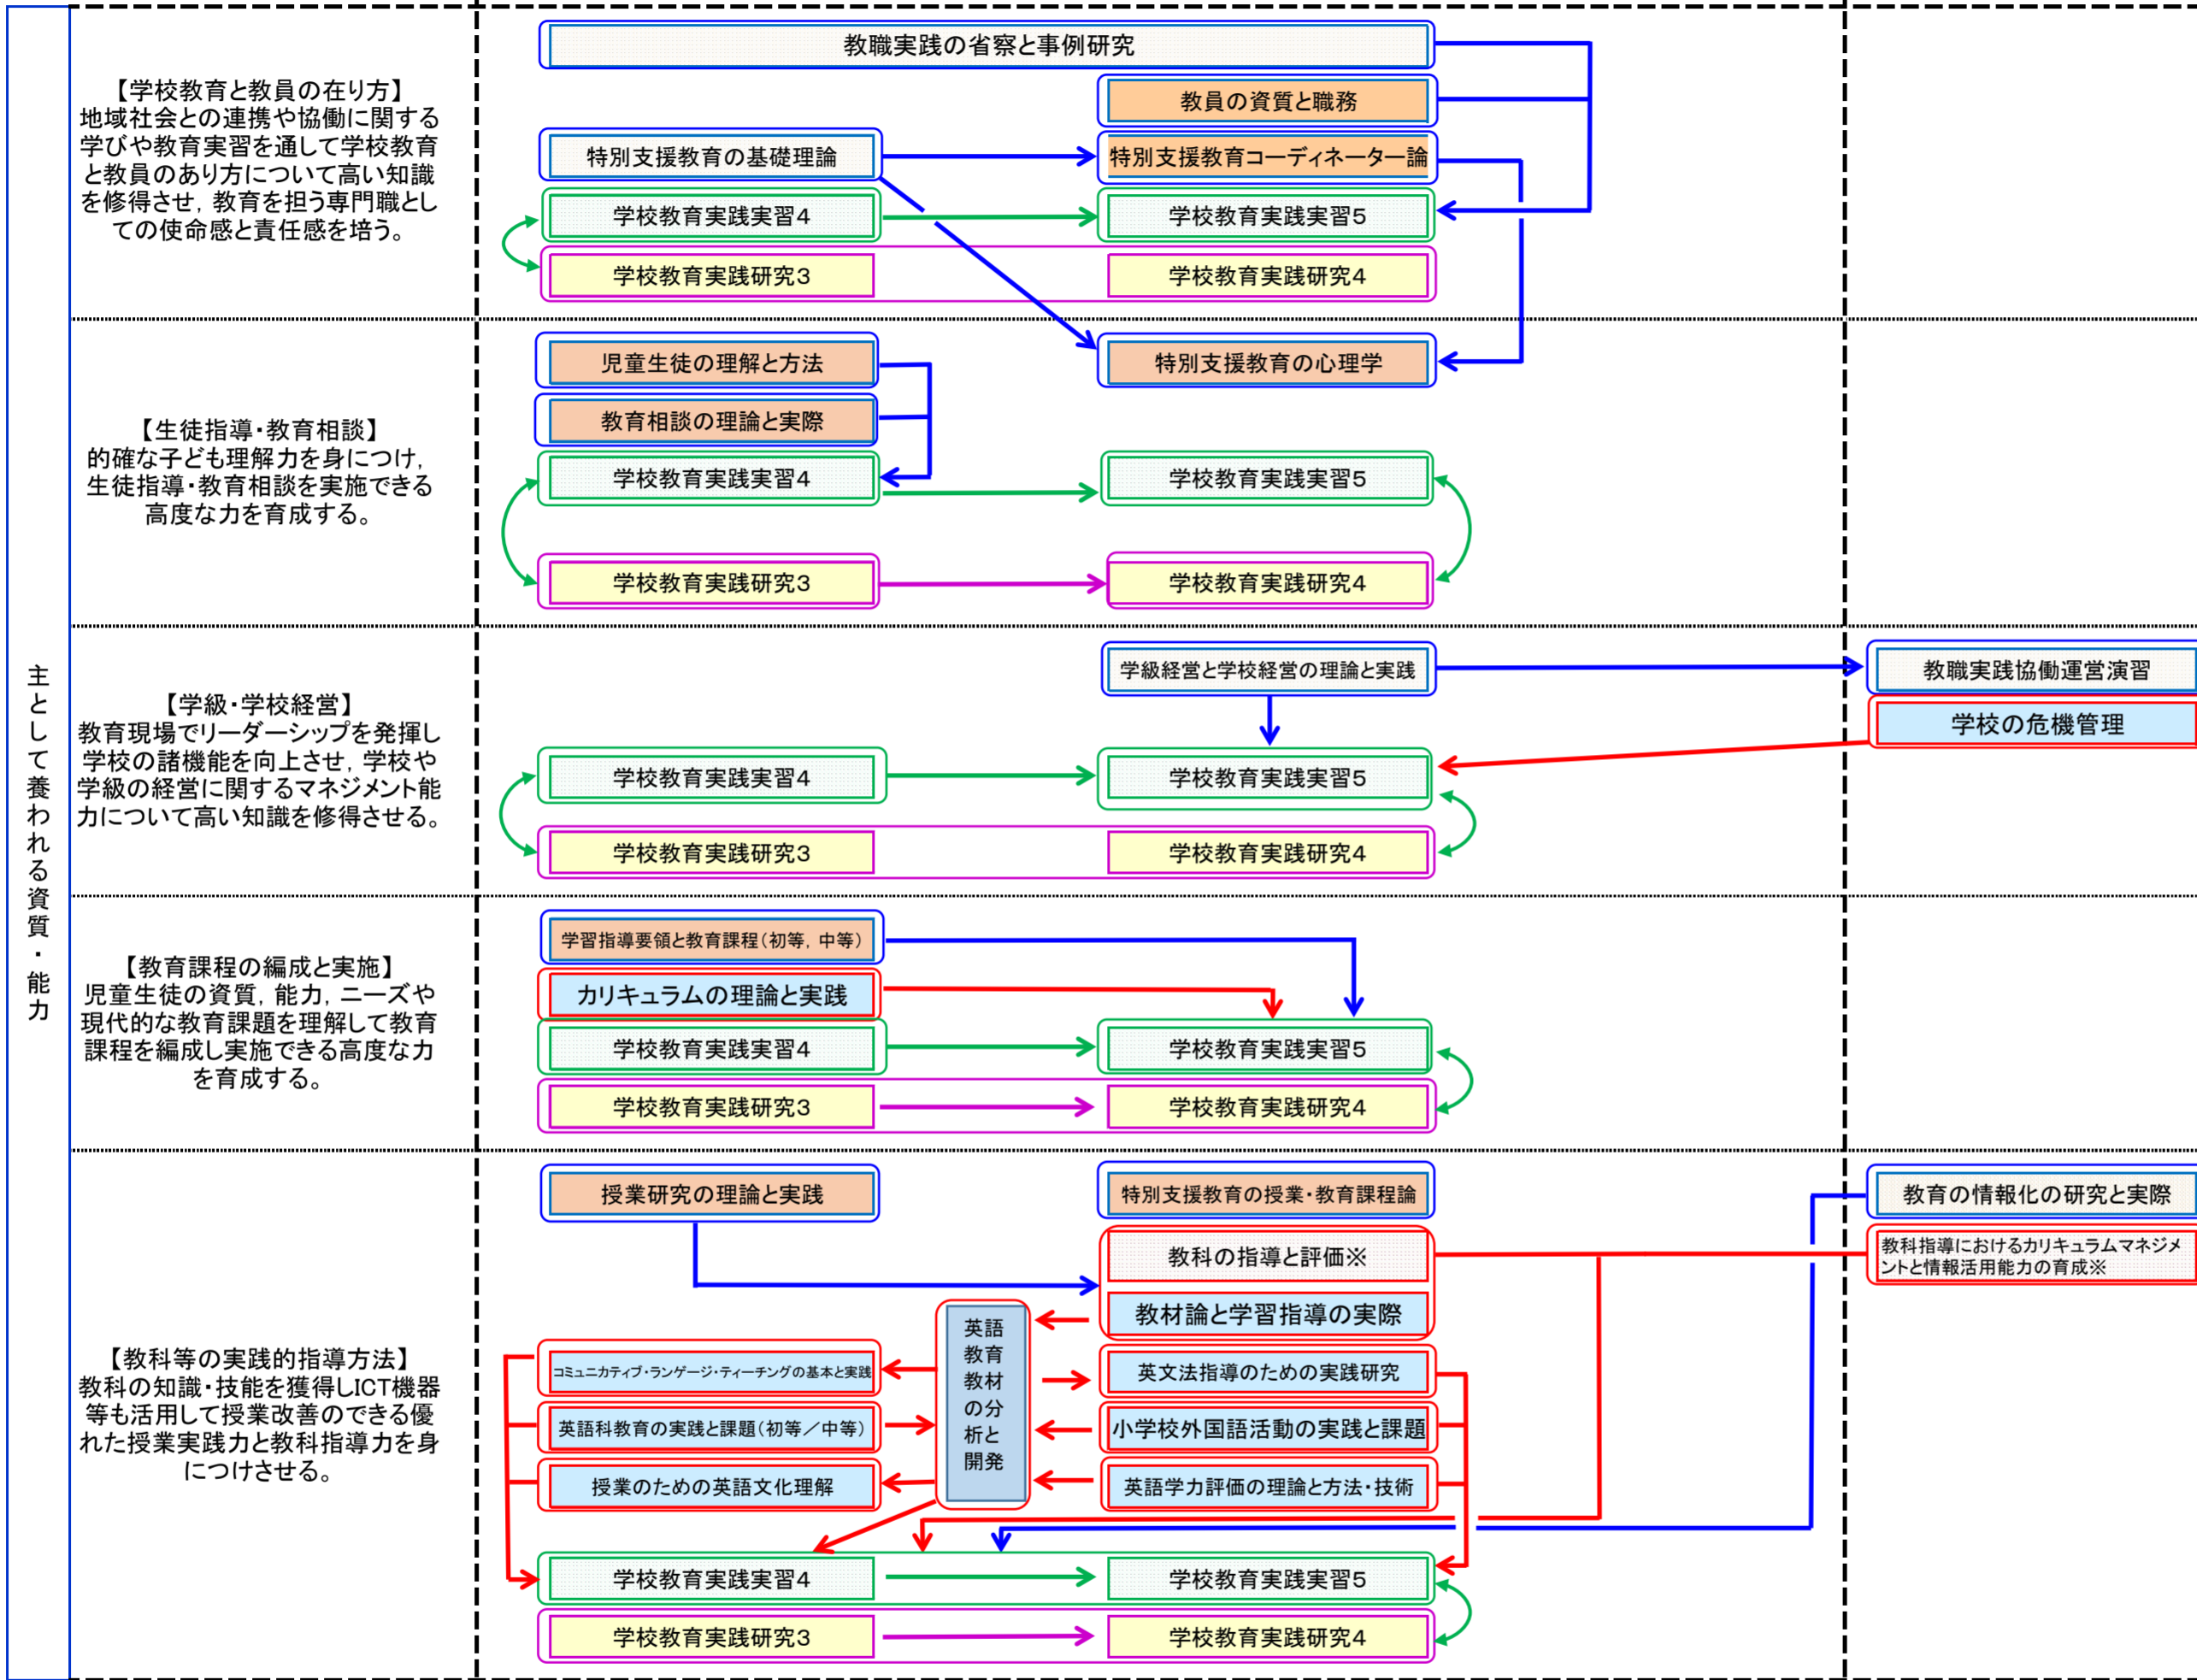 主として養われる資質・能力
【学校教育と教員の在り方】
地域社会との連携や協働に関する
学びや教育実習を通して学校教育
と教員のあり方について高い知識
を修得させ，教育を担う専門職とし
ての使命感と責任感を培う。
教職実践の省察と事例研究
教員の資質と職務
特別支援教育の基礎理論
特別支援教育コーディネーター論
学校教育実践実習4
学校教育実践実習5
学校教育実践研究3
学校教育実践研究4
【生徒指導・教育相談】
的確な子ども理解力を身につけ，
生徒指導・教育相談を実施できる
高度な力を育成する。
児童生徒の理解と方法
特別支援教育の心理学
教育相談の理論と実際
学校教育実践実習4
学校教育実践実習5
学校教育実践研究3
学校教育実践研究4
【学級・学校経営】
教育現場でリーダーシップを発揮し
学校の諸機能を向上させ，学校や
学級の経営に関するマネジメント能
力について高い知識を修得させる。
学級経営と学校経営の理論と実践
教職実践協働運営演習
学校の危機管理
学校教育実践実習4
学校教育実践実習5
学校教育実践研究3
学校教育実践研究4
【教育課程の編成と実施】
児童生徒の資質，能力，ニーズや
現代的な教育課題を理解して教育
課程を編成し実施できる高度な力
を育成する。
学習指導要領と教育課程（初等，中等）
カリキュラムの理論と実践
学校教育実践実習4
学校教育実践実習5
学校教育実践研究3
学校教育実践研究4
【教科等の実践的指導方法】
教科の知識・技能を獲得しICT機器
等も活用して授業改善のできる優
れた授業実践力と教科指導力を身
につけさせる。
授業研究の理論と実践
特別支援教育の授業・教育課程論
教育の情報化の研究と実際
教科の指導と評価※
教科指導におけるカリキュラムマネジメ
ントと情報活用能力の育成※
教材論と学習指導の実際
英語
教育
教材
の分
析と
開発
コミュニカティブ・ランゲージ・ティーチングの基本と実践
英文法指導のための実践研究
英語科教育の実践と課題（初等／中等）
小学校外国語活動の実践と課題
授業のための英語文化理解
英語学力評価の理論と方法・技術
学校教育実践実習4
学校教育実践実習5
学校教育実践研究3
学校教育実践研究4